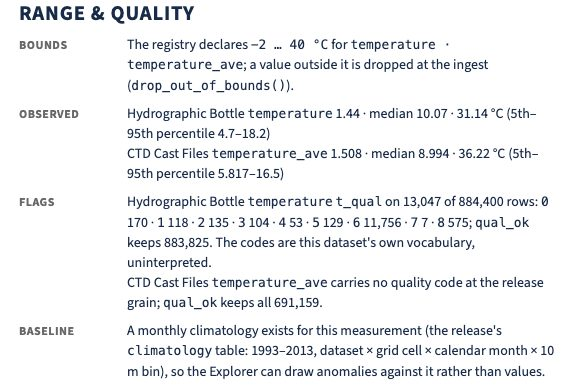 RANGE & QUALITY
BOUNDS
The registry declares −2 … 40 °C for temperature ·
temperature_ave; a value outside it is dropped at the ingest
(drop_out_of_bounds()).
OBSERVED
Hydrographic Bottle temperature 1.44 · median 10.07 · 31.14 °C (5th–
95th percentile 4.7–18.2)
CTD Cast Files temperature_ave 1.508 · median 8.994 · 36.22 °C (5th–
95th percentile 5.817–16.5)
FLAGS
Hydrographic Bottle temperature t_qual on 13,047 of 884,400 rows: 0
170 · 1 118 · 2 135 · 3 104 · 4 53 · 5 129 · 6 11,756 · 7 7 · 8 575; qual_ok
keeps 883,825. The codes are this dataset's own vocabulary,
uninterpreted.
CTD Cast Files temperature_ave carries no quality code at the release
grain; qual_ok keeps all 691,159.
BASELINE
A monthly climatology exists for this measurement (the release's
climatology table: 1993–2013, dataset × grid cell × calendar month × 10
m bin), so the Explorer can draw anomalies against it rather than values.